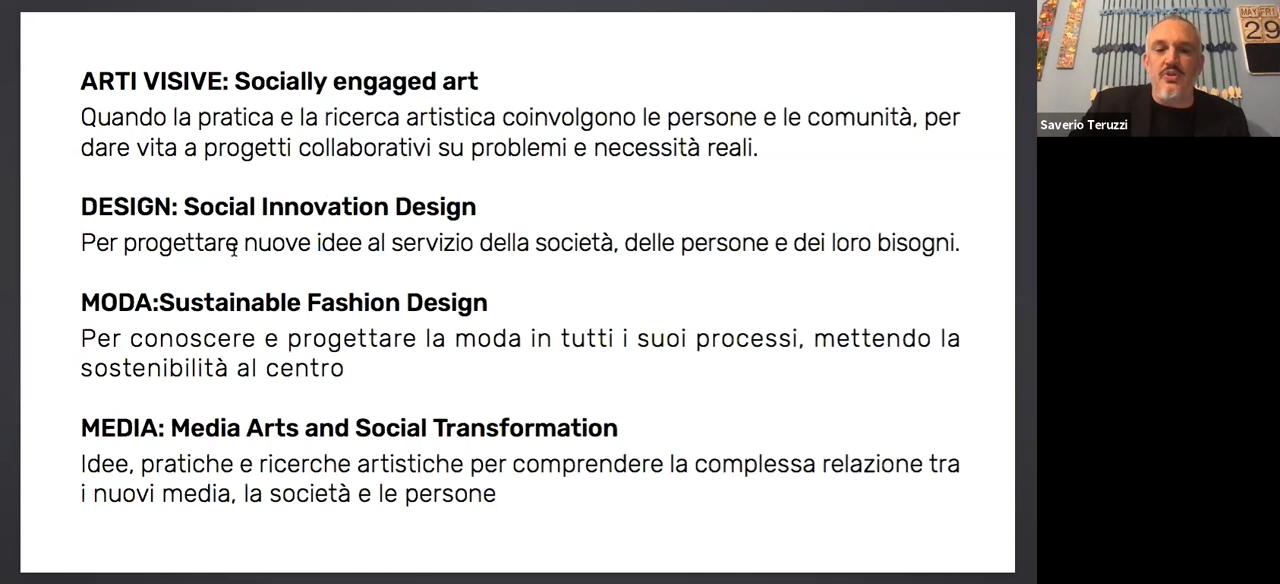 ARTI VISIVE: Socially engaged art
Quando la pratica e la ricerca artistica coinvolgono le persone e le comunità, per
dare vita a progetti collaborativi su problemi e necessità reali.
DESIGN: Social Innovation Design
Per progettare nuove idee al servizio della società, delle persone e dei loro bisogni.
MODA:Sustainable Fashion Design
Per conoscere e progettare la moda in tutti i suoi processi, mettendo la
sostenibilità al centro
MEDIA: Media Arts and Social Transformation
Idee, pratiche e ricerche artistiche per comprendere la complessa relazione tra
i nuovi media, la società e le persone
MAY FRI
29
Saverio Teruzzi